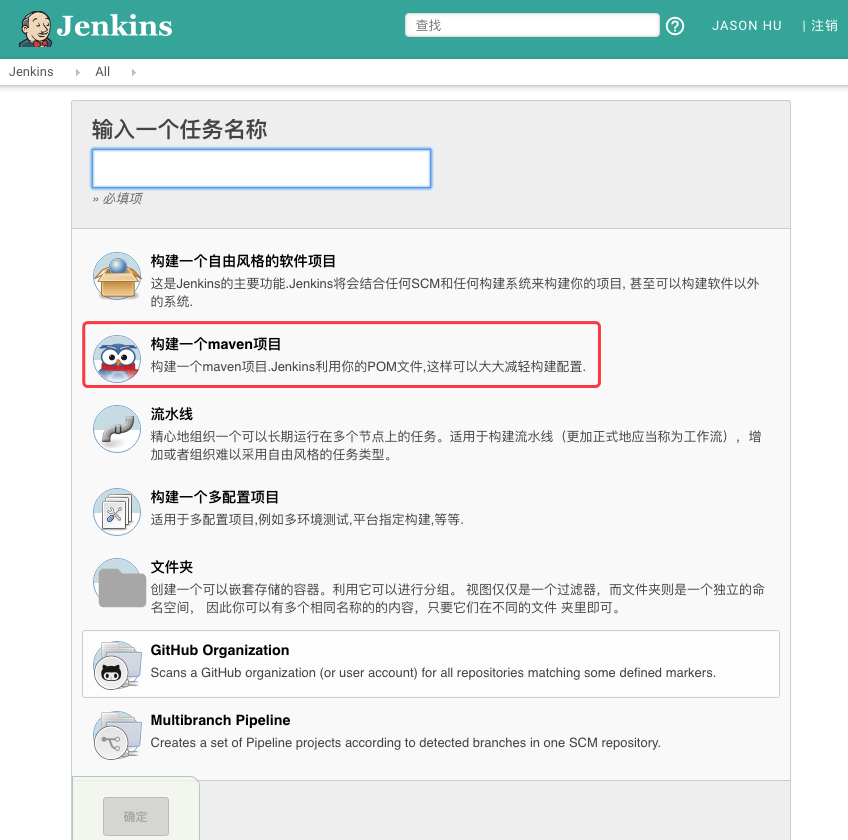 Jenkins
查找
JASON HU
| 注销
Jenkins
All
输入一个任务名称
» 必填项
构建一个自由风格的软件项目
这是Jenkins的主要功能.Jenkins将会结合任何SCM和任何构建系统来构建你的项目, 甚至可以构建软件以外
的系统.
构建一个maven项目
构建一个maven项目.Jenkins利用你的POM文件,这样可以大大减轻构建配置.
流水线
精心地组织一个可以长期运行在多个节点上的任务。适用于构建流水线（更加正式地应当称为工作流），增
加或者组织难以采用自由风格的任务类型。
构建一个多配置项目
适用于多配置项目,例如多环境测试,平台指定构建,等等.
文件夹
创建一个可以嵌套存储的容器。利用它可以进行分组。 视图仅仅是一个过滤器，而文件夹则是一个独立的命
名空间， 因此你可以有多个相同名称的的内容，只要它们在不同的文件 夹里即可。
GitHub Organization
Scans a GitHub organization (or user account) for all repositories matching some defined markers.
Multibranch Pipeline
Creates a set of Pipeline projects according to detected branches in one SCM repository.
确定